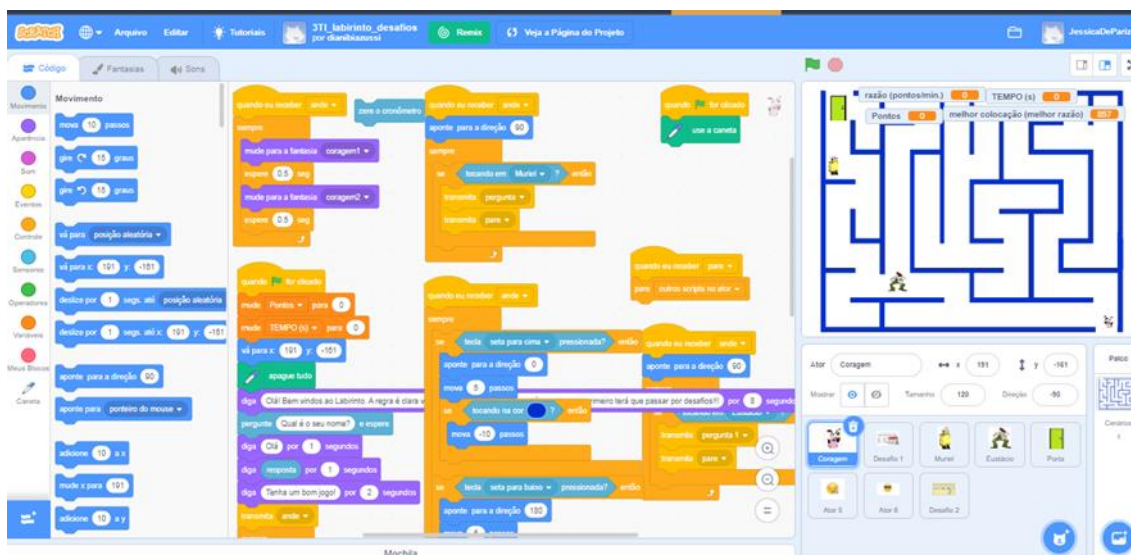 SCRATCH
Arquivo
Editar
Tutoriais
3TI_labirinto_desafios
por dianibiazussi
Remix
Veja a Página do Projeto
JessicaDePariz
Código
Fantasias
Sons
Movimento
Aparência
Som
Eventos
Controle
Sensores
Operadores
Variáveis
Meus Blocos
Caneta
Movimento
mova 10 passos
gire 15 graus
gire 15 graus
vá para posição aleatória
vá para x: 191 y: -161
deslize por 1 segs. até posição aleatória
deslize por 1 segs. até x: 191 y: -161
aponte para a direção 90
aponte para ponteiro do mouse
adicione 10 a x
mude x para 191
adicione 10 a y
quando eu receber ande
sempre
mude para a fantasia coragem1
espere 0.5 seg
mude para a fantasia coragem2
espere 0.5 seg
zere o cronômetro
quando eu receber ande
aponte para a direção 90
sempre
se tocando em Muriel ? então
transmita pergunta
transmita pare
quando for clicado
use a caneta
quando eu receber pare
pare outros scripts no ator
quando for clicado
mude Pontos para 0
mude TEMPO (s) para 0
vá para x: 191 y: -161
apague tudo
diga Olá! Bem vindos ao Labirinto. A regra é clara
primeiro terá que passar por desafios!!! por 8 segundos
pergunte Qual é o seu nome? e espere
diga Olá por 1 segundos
diga resposta por 1 segundos
diga Tenha um bom jogo! por 2 segundos
transmita ande
quando eu receber ande
sempre
se tecla seta para cima pressionada? então
aponte para a direção 0
mova 5 passos
se tocando na cor ? então
mova -10 passos
se tecla seta para baixo pressionada? então
aponte para a direção 180
quando eu receber ande
aponte para a direção 90
transmita pergunta 1
transmita pare
Mochila
razão (pontos/min.) 0
TEMPO (s) 0
Pontos 0
melhor colocação (melhor razão) 857
Ator Coragem x 191 y -161
Mostrar Tamanho 120 Direção -90
Coragem
Desafio 1
Muriel
Eustácio
Porta
Ator 5
Ator 6
Desafio 2
Palco
Cenários
1